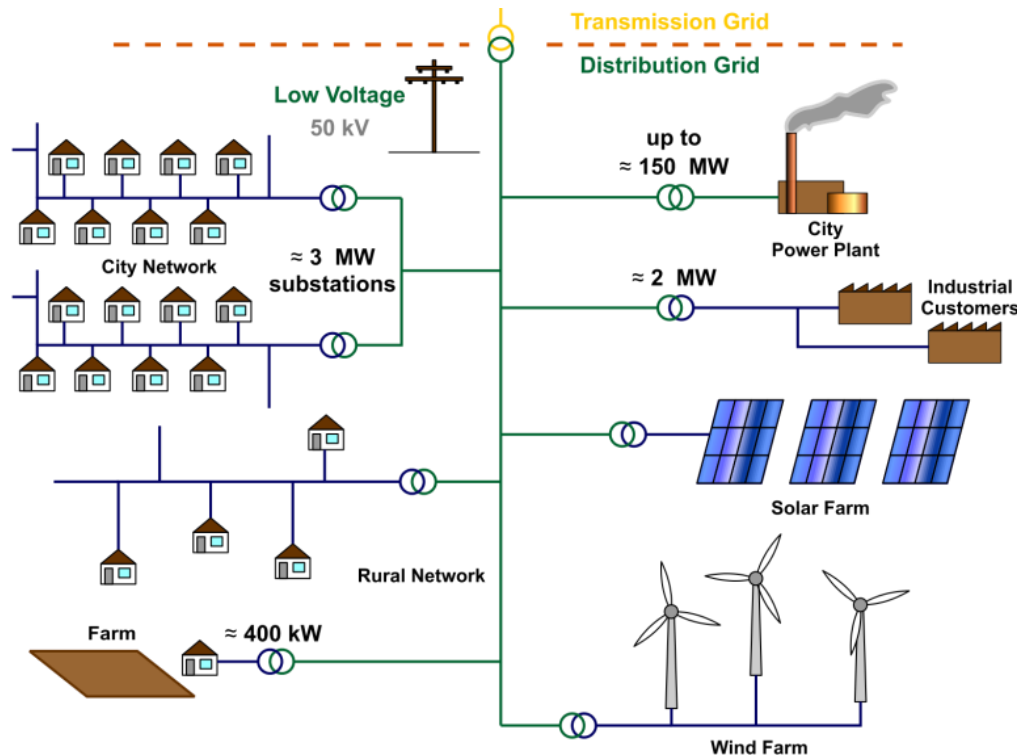 Transmission Grid
Distribution Grid
Low Voltage
50 kV
up to
≈ 150 MW
City
Power Plant
City Network
≈ 3 MW
substations
≈ 2 MW
Industrial
Customers
Solar Farm
Rural Network
Farm
≈ 400 kW
Wind Farm